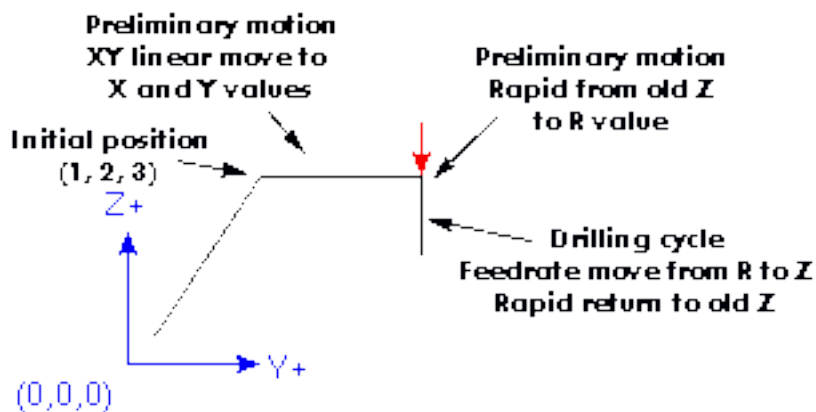 Preliminary motion
XY linear move to
X and Y values
Preliminary motion
Rapid from old Z
to R value
Initial position
(1, 2, 3)
Z+
Drilling cycle
Feedrate move from R to Z
Rapid return to old Z
Y+
(0,0,0)